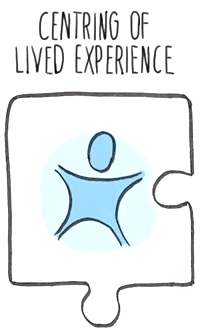 CENTRING OF
LIVED EXPERIENCE